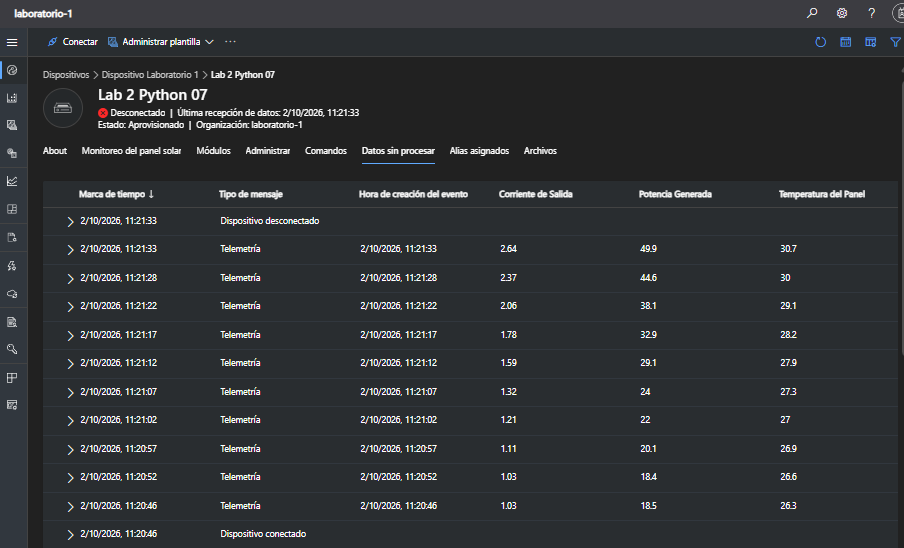 laboratorio-1
Conectar Administrar plantilla ...
Dispositivos > Dispositivo Laboratorio 1 > Lab 2 Python 07
Lab 2 Python 07
Desconectado | Última recepción de datos: 2/10/2026, 11:21:33
Estado: Aprovisionado | Organización: laboratorio-1
About Monitoreo del panel solar Módulos Administrar Comandos Datos sin procesar Alias asignados Archivos
Marca de tiempo ↓ Tipo de mensaje Hora de creación del evento Corriente de Salida Potencia Generada Temperatura del Panel
2/10/2026, 11:21:33 Dispositivo desconectado
2/10/2026, 11:21:33 Telemetría 2/10/2026, 11:21:33 2.64 49.9 30.7
2/10/2026, 11:21:28 Telemetría 2/10/2026, 11:21:28 2.37 44.6 30
2/10/2026, 11:21:22 Telemetría 2/10/2026, 11:21:22 2.06 38.1 29.1
2/10/2026, 11:21:17 Telemetría 2/10/2026, 11:21:17 1.78 32.9 28.2
2/10/2026, 11:21:12 Telemetría 2/10/2026, 11:21:12 1.59 29.1 27.9
2/10/2026, 11:21:07 Telemetría 2/10/2026, 11:21:07 1.32 24 27.3
2/10/2026, 11:21:02 Telemetría 2/10/2026, 11:21:02 1.21 22 27
2/10/2026, 11:20:57 Telemetría 2/10/2026, 11:20:57 1.11 20.1 26.9
2/10/2026, 11:20:52 Telemetría 2/10/2026, 11:20:52 1.03 18.4 26.6
2/10/2026, 11:20:46 Telemetría 2/10/2026, 11:20:46 1.03 18.5 26.3
2/10/2026, 11:20:46 Dispositivo conectado